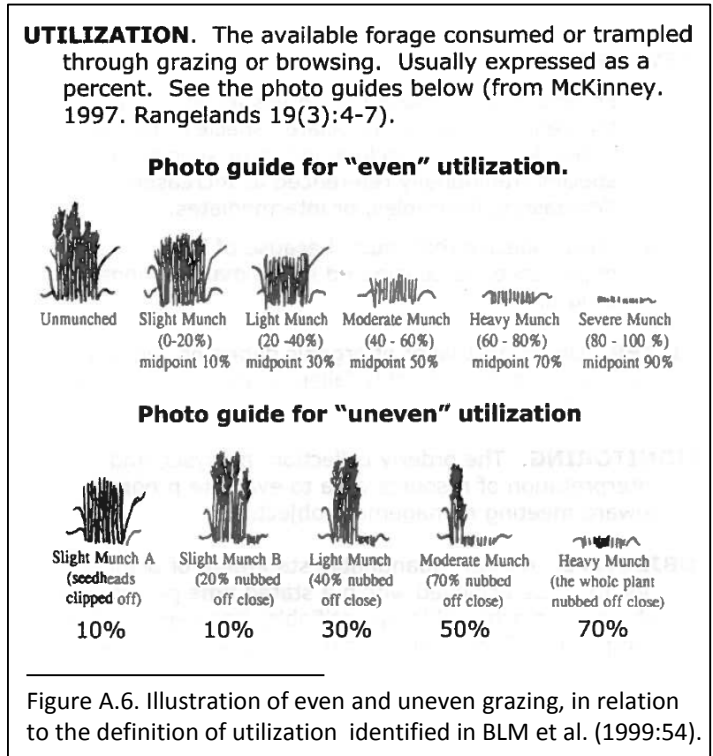 UTILIZATION. The available forage consumed or trampled
through grazing or browsing. Usually expressed as a
percent. See the photo guides below (from McKinney.
1997. Rangelands 19(3):4-7).
Photo guide for "even" utilization.
Unmunched Slight Munch Light Munch Moderate Munch Heavy Munch Severe Munch
(0-20%) (20 -40%) (40 - 60%) (60 - 80%) (80 - 100 %)
midpoint 10% midpoint 30% midpoint 50% midpoint 70% midpoint 90%
Photo guide for "uneven" utilization
Slight Munch A Slight Munch B Light Munch Moderate Munch Heavy Munch
(seedheads (20% nubbed (40% nubbed (70% nubbed (the whole plant
clipped off) off close) off close) off close) nubbed off close)
10% 10% 30% 50% 70%
Figure A.6. Illustration of even and uneven grazing, in relation
to the definition of utilization identified in BLM et al. (1999:54).